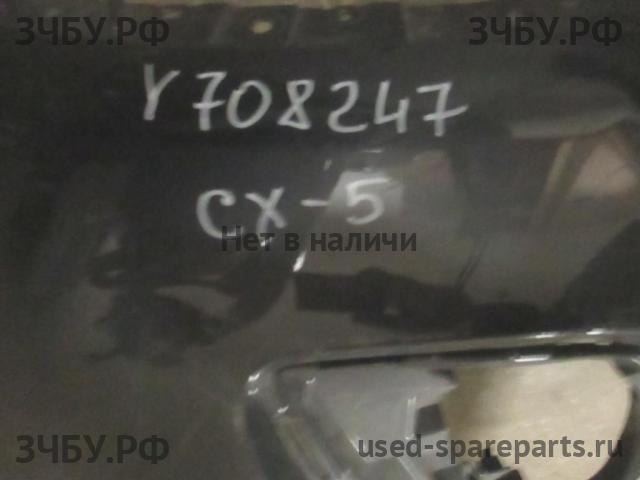 ЗЧБУ.РФ ЗЧБУ.РФ
Y708247
CX-5
Нет в наличи
ЗЧБУ.РФ used-spareparts.ru